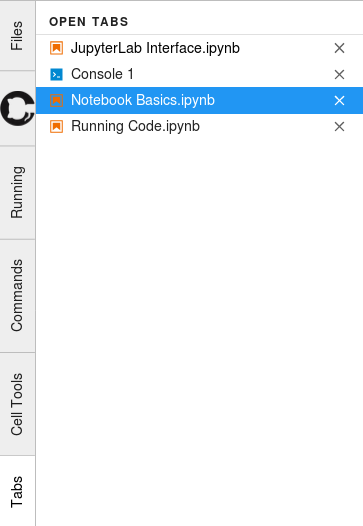 Files
Running
Commands
Cell Tools
Tabs
OPEN TABS
JupyterLab Interface.ipynb
Console 1
Notebook Basics.ipynb
Running Code.ipynb